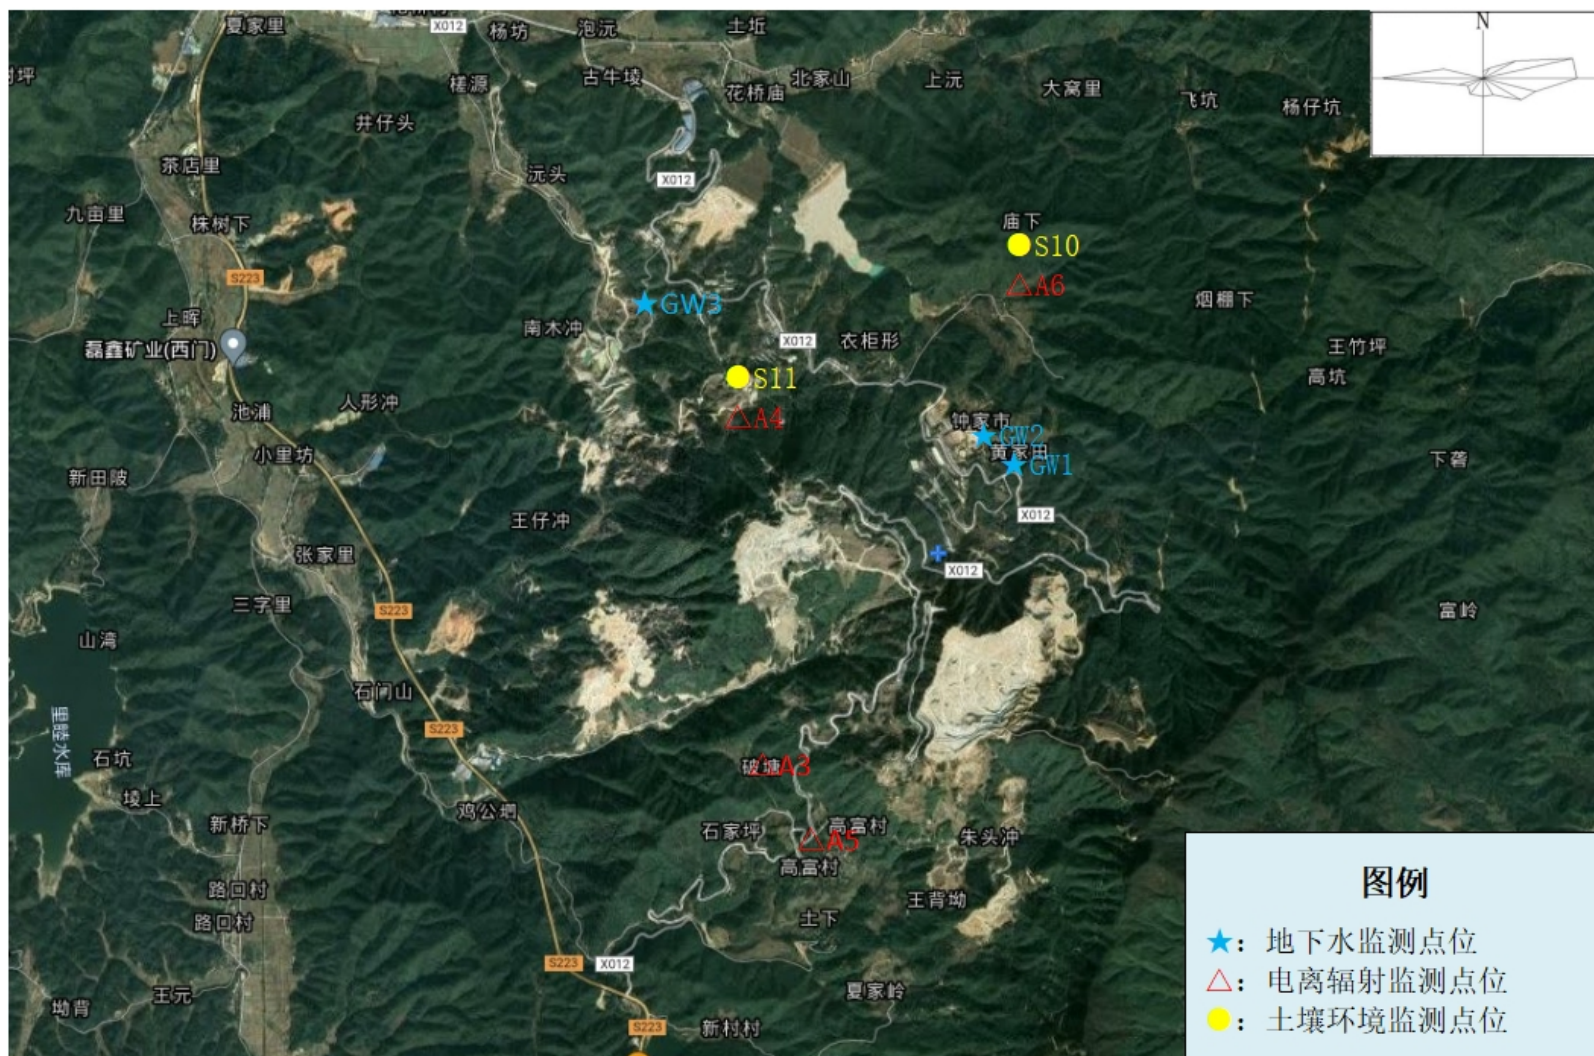 N
夏家里
X012
杨坊
泡沅
土坵
槎源
古牛堎
花桥庙
北家山
上沅
大窝里
飞坑
杨仔坑
井仔头
茶店里
沅头
X012
九亩里
株树下
庙下
S10
S223
A6
烟棚下
上晖
GW3
南木冲
X012
衣柜形
王竹坪
磊鑫矿业(西门)
高坑
S11
人形冲
池浦
A4
钟家市
GW2
小里坊
黄家田
GW1
下砻
新田陂
王仔冲
X012
张家里
X012
三字里
S223
富岭
山湾
石门山
S223
里睦水库
石坑
破塘
A3
堎上
鸡公垇
新桥下
石家坪
高富村
A5
朱头冲
高富村
路口村
王背坳
路口村
土下
S223
X012
王元
坳背
夏家岭
新村村
S223
图例
★：地下水监测点位
△：电离辐射监测点位
●：土壤环境监测点位